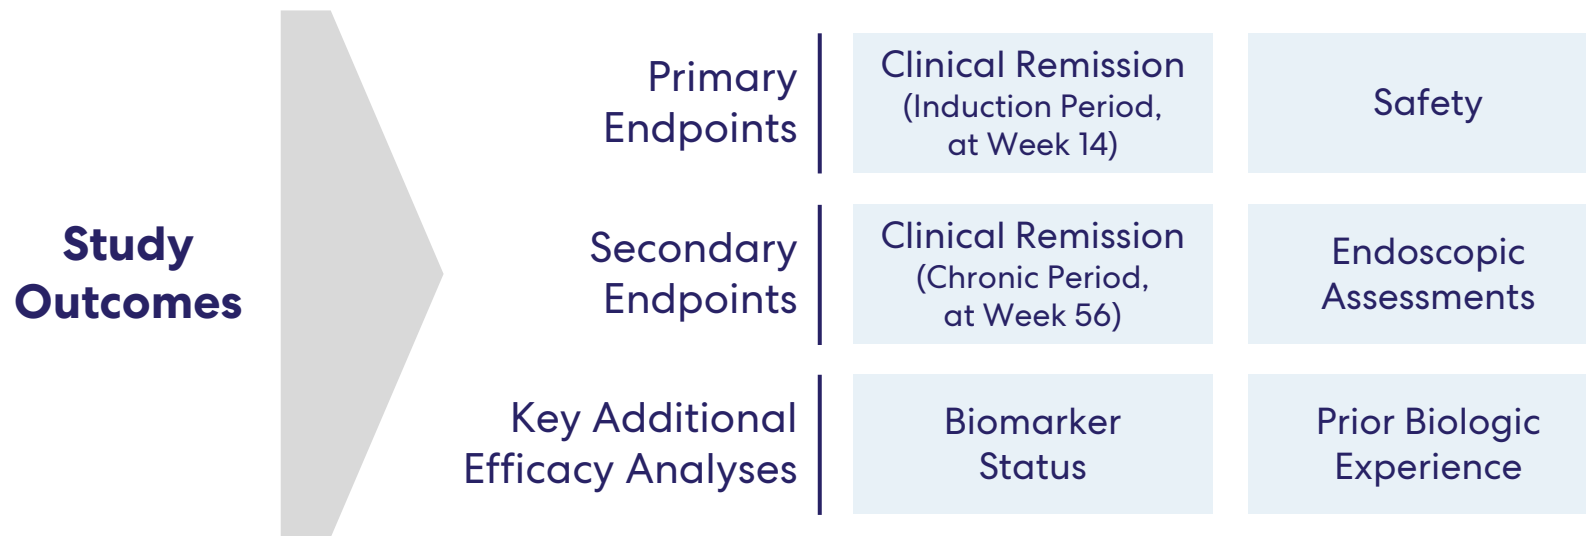 Study
Outcomes
Primary
Endpoints
Clinical Remission
(Induction Period,
at Week 14)
Safety
Secondary
Endpoints
Clinical Remission
(Chronic Period,
at Week 56)
Endoscopic
Assessments
Key Additional
Efficacy Analyses
Biomarker
Status
Prior Biologic
Experience